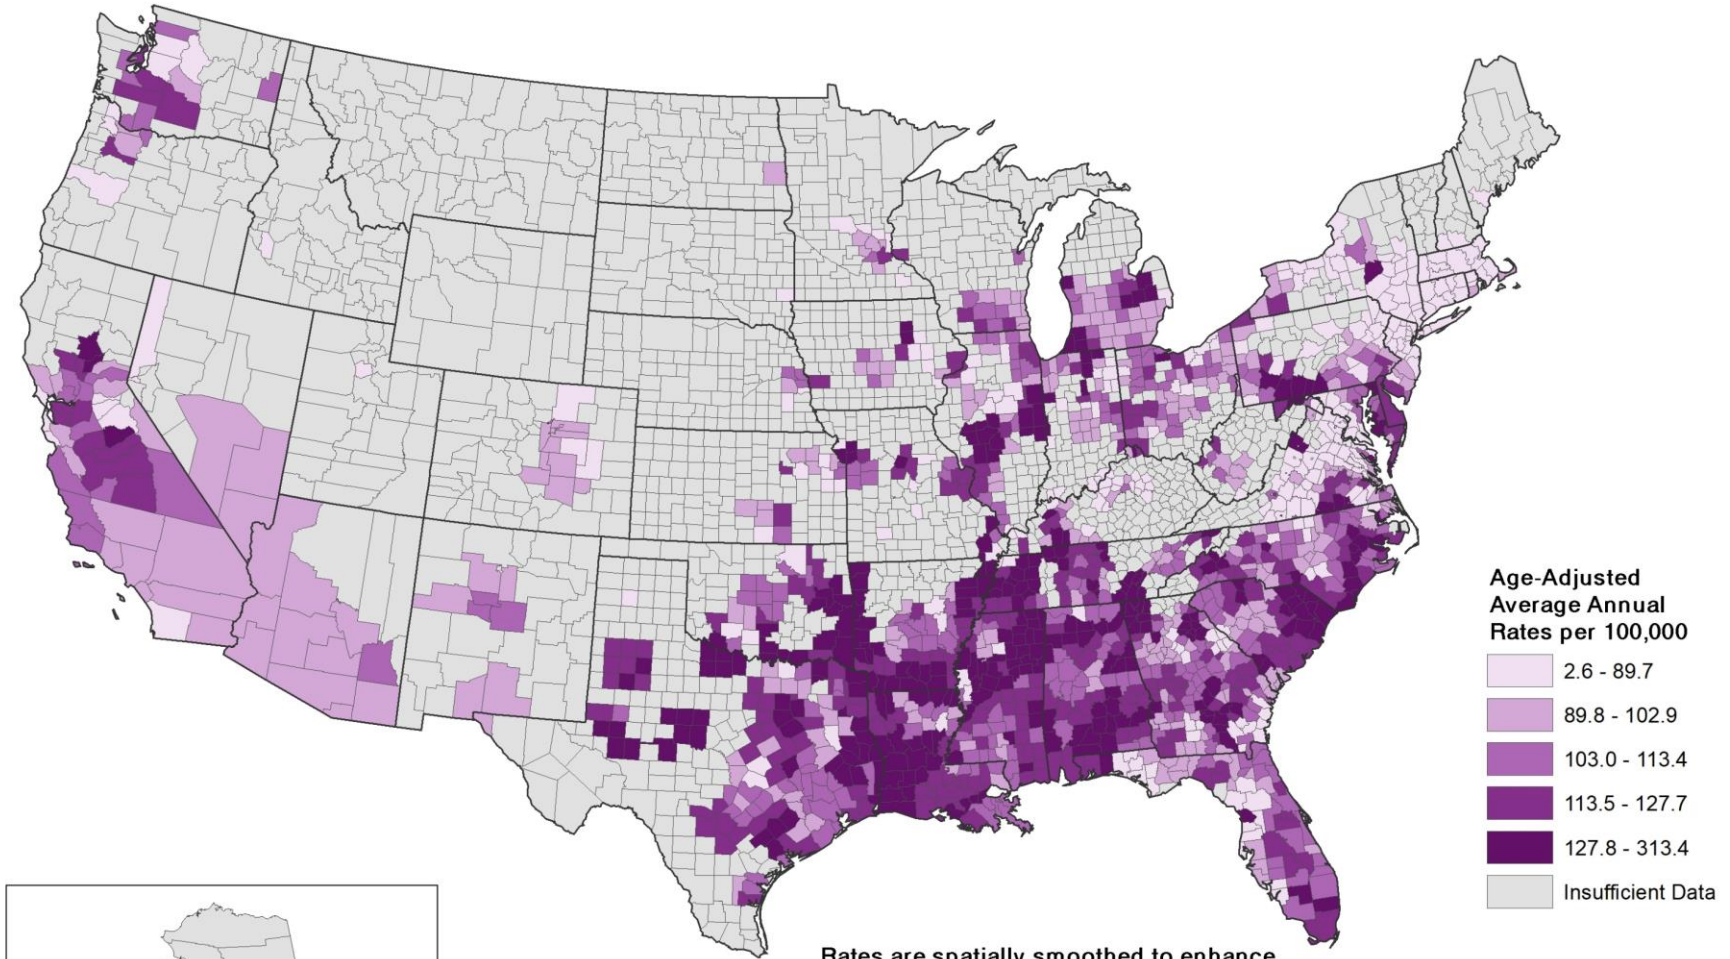 Age-Adjusted
Average Annual
Rates per 100,000
2.6 - 89.7
89.8 - 102.9
103.0 - 113.4
113.5 - 127.7
127.8 - 313.4
Insufficient Data
Rates are spatially smoothed to enhance